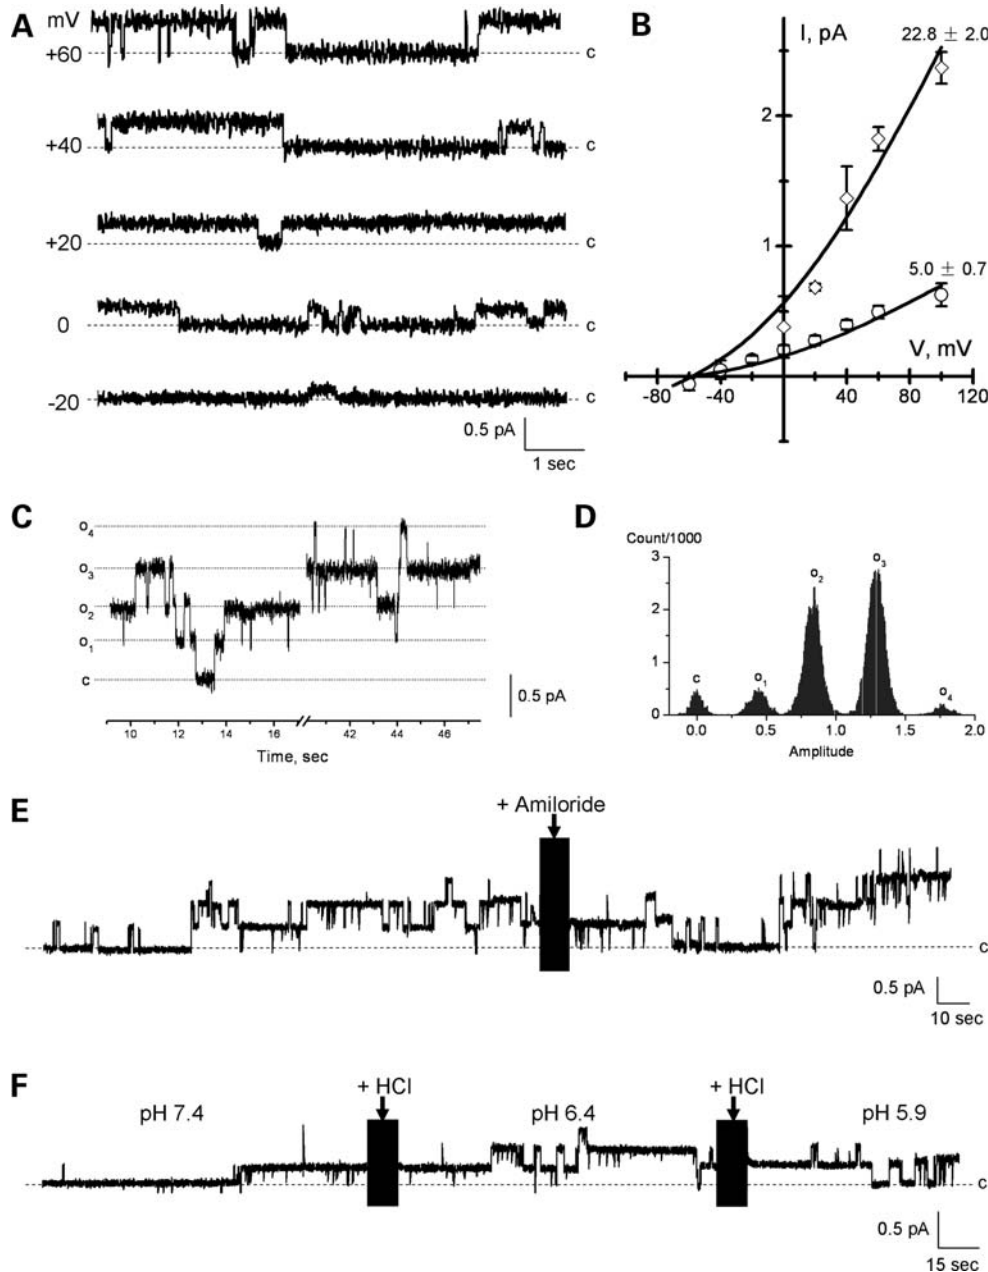 A
mV
+60
c
+40
c
+20
c
0
c
-20
c
0.5 pA
1 sec
B
I, pA
22.8 ± 2.0
2
1
5.0 ± 0.7
V, mV
-80 -40 40 80 120
C
o4
o3
o2
o1
c
0.5 pA
10 12 14 16 42 44 46
Time, sec
D
Count/1000
3
2
1
0
c
o1
o2
o3
o4
0.0 0.5 1.0 1.5 2.0
Amplitude
E
+ Amiloride
c
0.5 pA
10 sec
F
+ HCl + HCl
pH 7.4 pH 6.4 pH 5.9
c
0.5 pA
15 sec